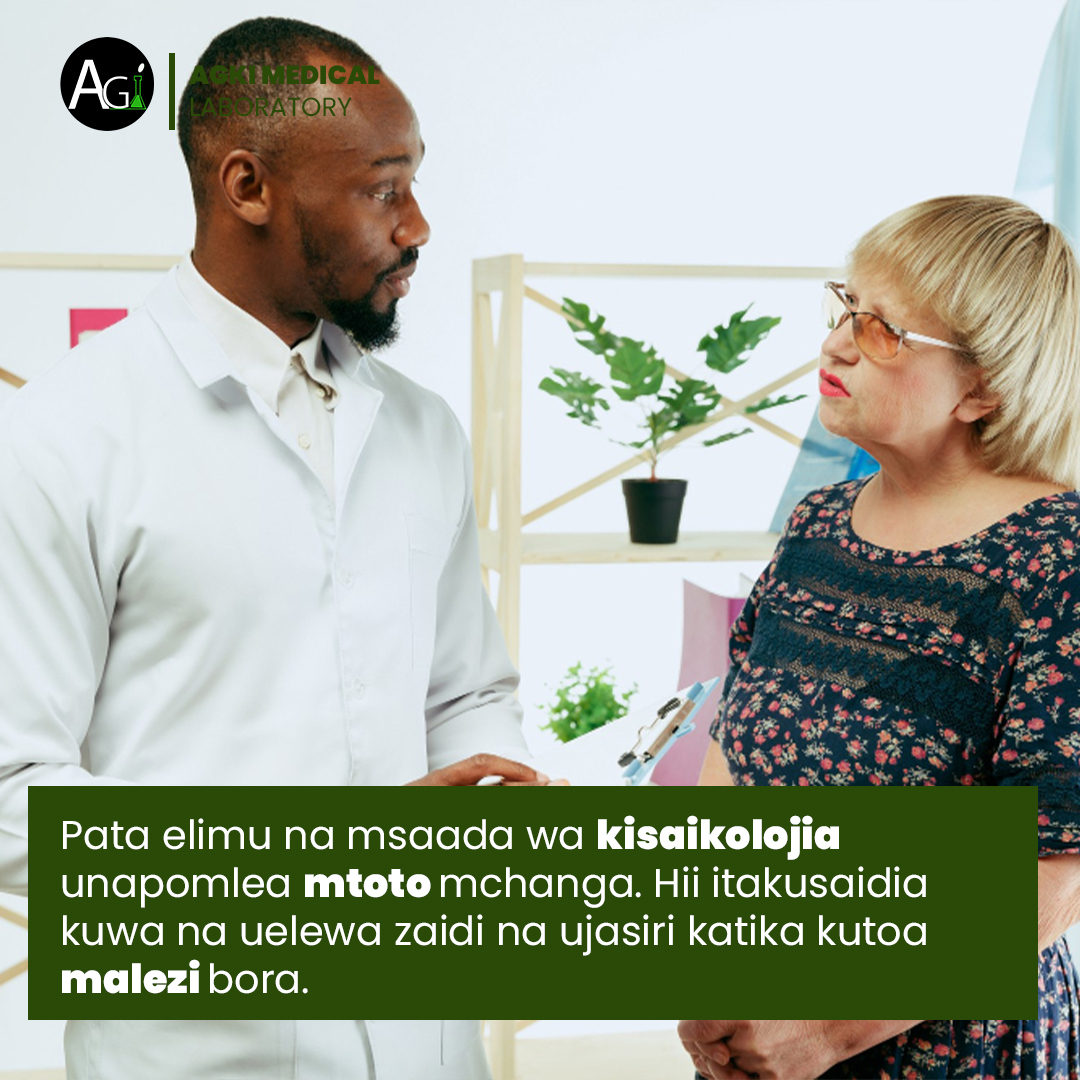 AGi
AGKI MEDICAL
LABORATORY
Pata elimu na msaada wa kisaikolojia
unapomlea mtoto mchanga. Hii itakusaidia
kuwa na uelewa zaidi na ujasiri katika kutoa
malezi bora.